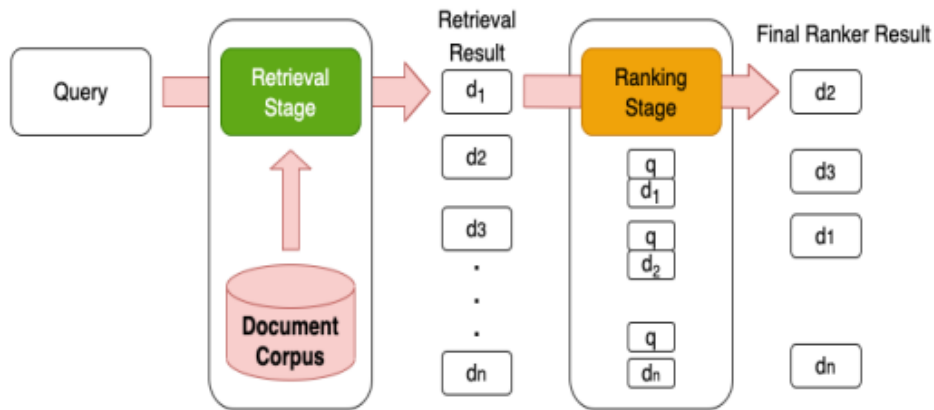 Query
Retrieval
Stage
Document
Corpus
Retrieval
Result
d1
d2
d3
.
.
.
dn
Ranking
Stage
q
d1
q
d2
q
dn
Final Ranker Result
d2
d3
d1
dn